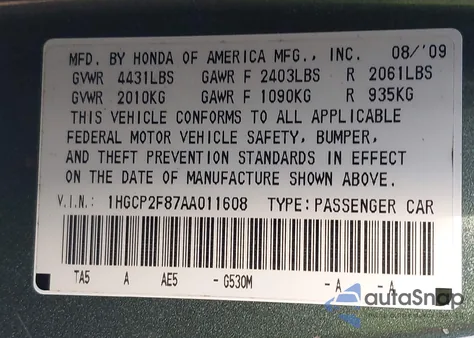 MFD. BY HONDA OF AMERICA MFG., INC. 08/'09
GVWR 4431LBS GAWR F 2403LBS R 2061LBS
GVWR 2010KG GAWR F 1090KG R 935KG
THIS VEHICLE CONFORMS TO ALL APPLICABLE
FEDERAL MOTOR VEHICLE SAFETY, BUMPER,
AND THEFT PREVENTION STANDARDS IN EFFECT
ON THE DATE OF MANUFACTURE SHOWN ABOVE.
V.I.N.: 1HGCP2F87AA011608 TYPE: PASSENGER CAR
TA5 A AE5 - G530M - A - A
autoSnap